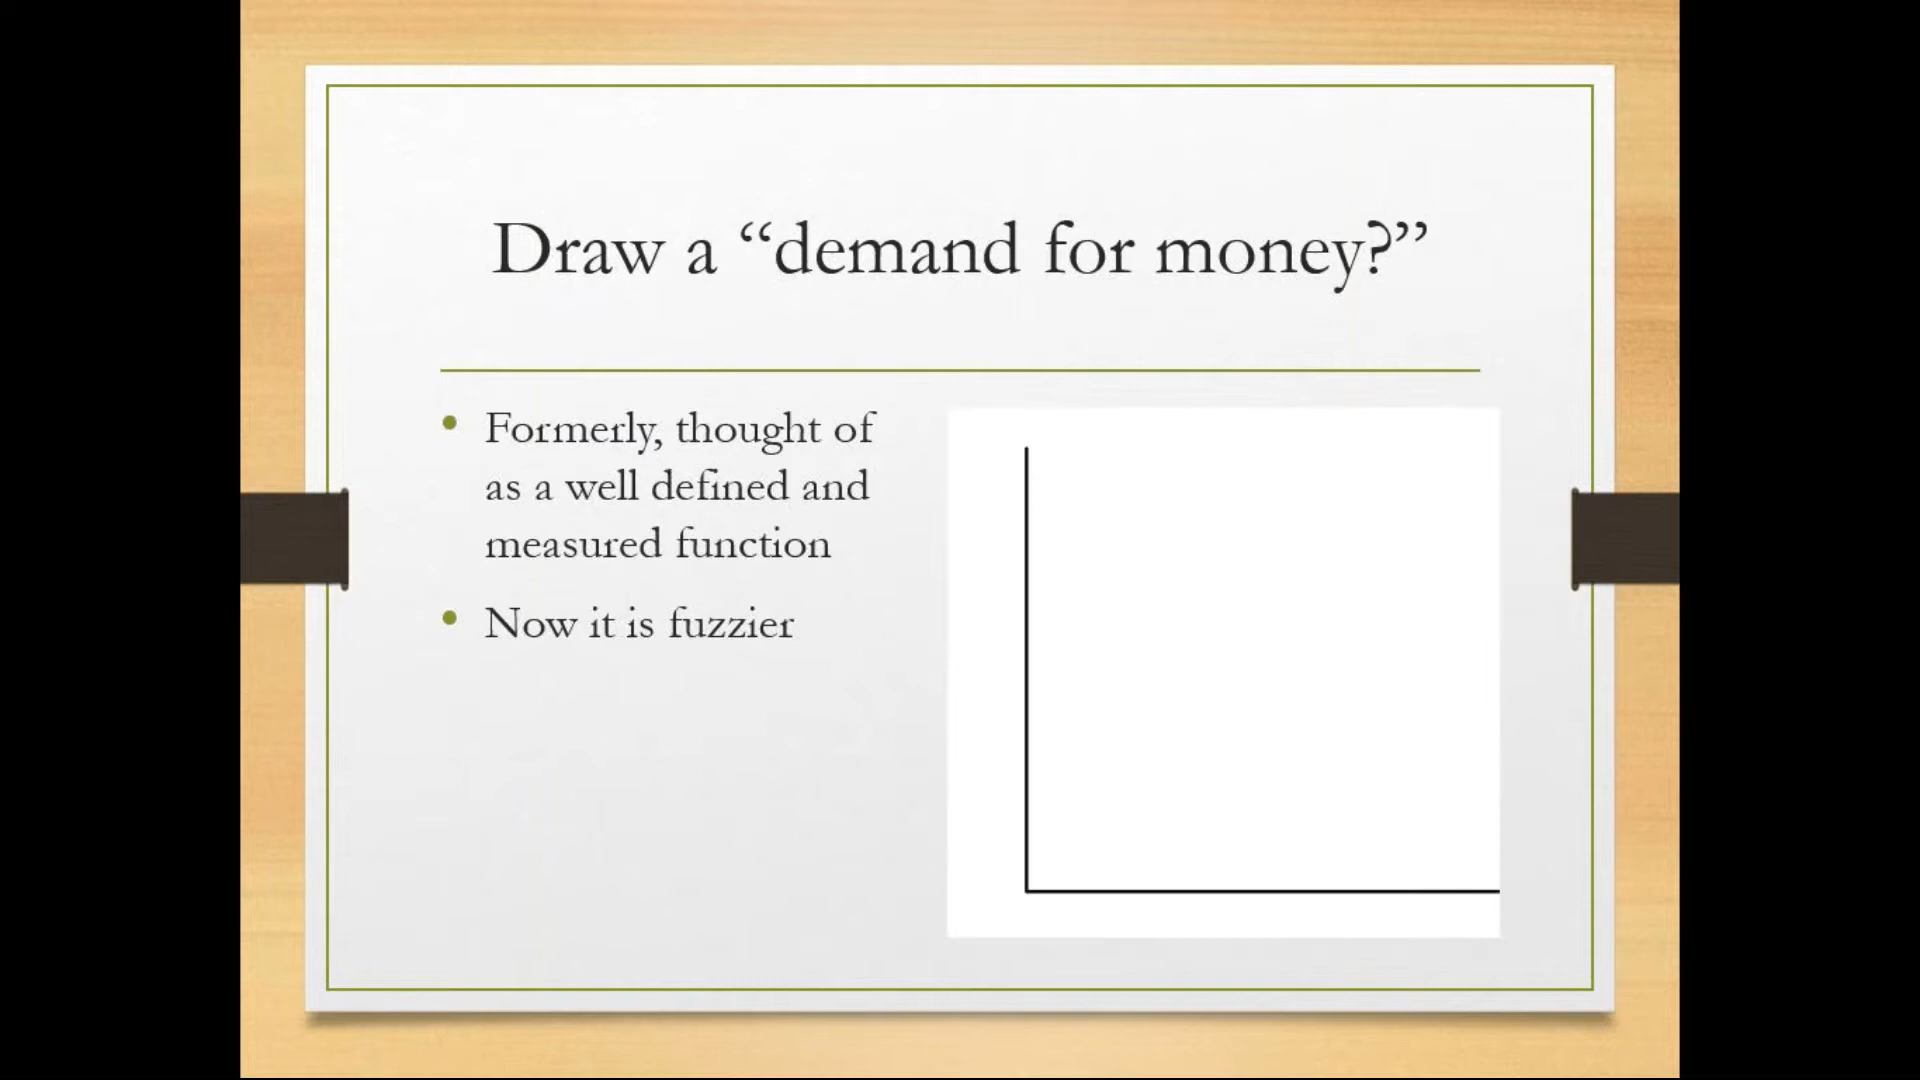 Draw a “demand for money?”
• Formerly, thought of
as a well defined and
measured function
• Now it is fuzzier